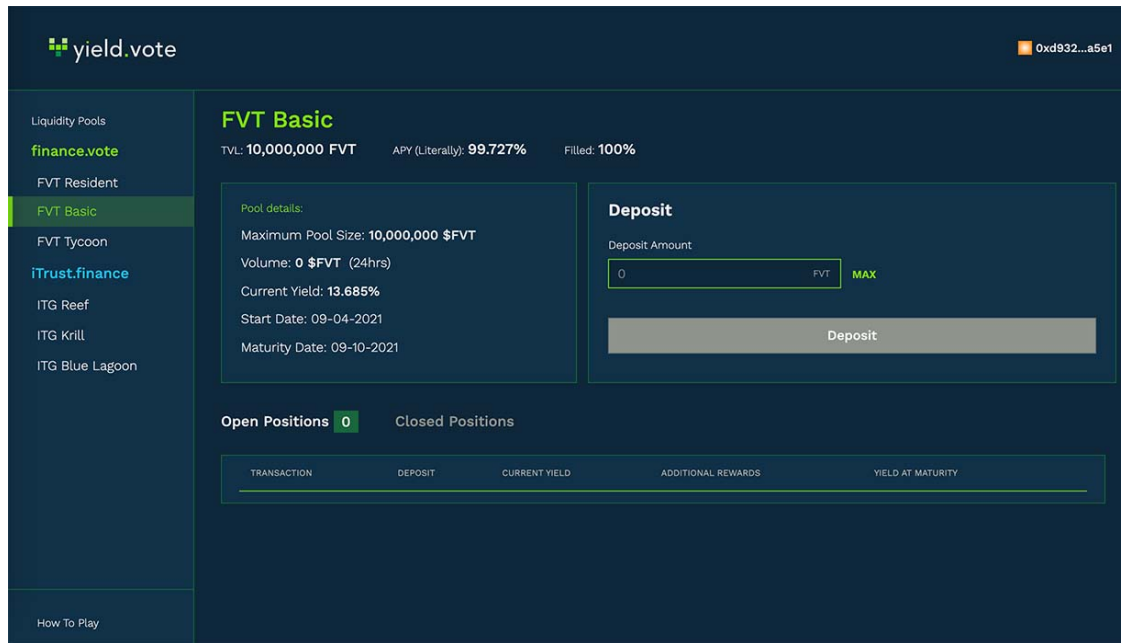 yield.vote
0xd932...a5e1
Liquidity Pools
finance.vote
FVT Resident
FVT Basic
FVT Tycoon
iTrust.finance
ITG Reef
ITG Krill
ITG Blue Lagoon
How To Play
FVT Basic
TVL: 10,000,000 FVT APY (Literally): 99.727% Filled: 100%
Pool details:
Maximum Pool Size: 10,000,000 $FVT
Volume: 0 $FVT (24hrs)
Current Yield: 13.685%
Start Date: 09-04-2021
Maturity Date: 09-10-2021
Deposit
Deposit Amount
0 FVT MAX
Deposit
Open Positions 0 Closed Positions
TRANSACTION DEPOSIT CURRENT YIELD ADDITIONAL REWARDS YIELD AT MATURITY